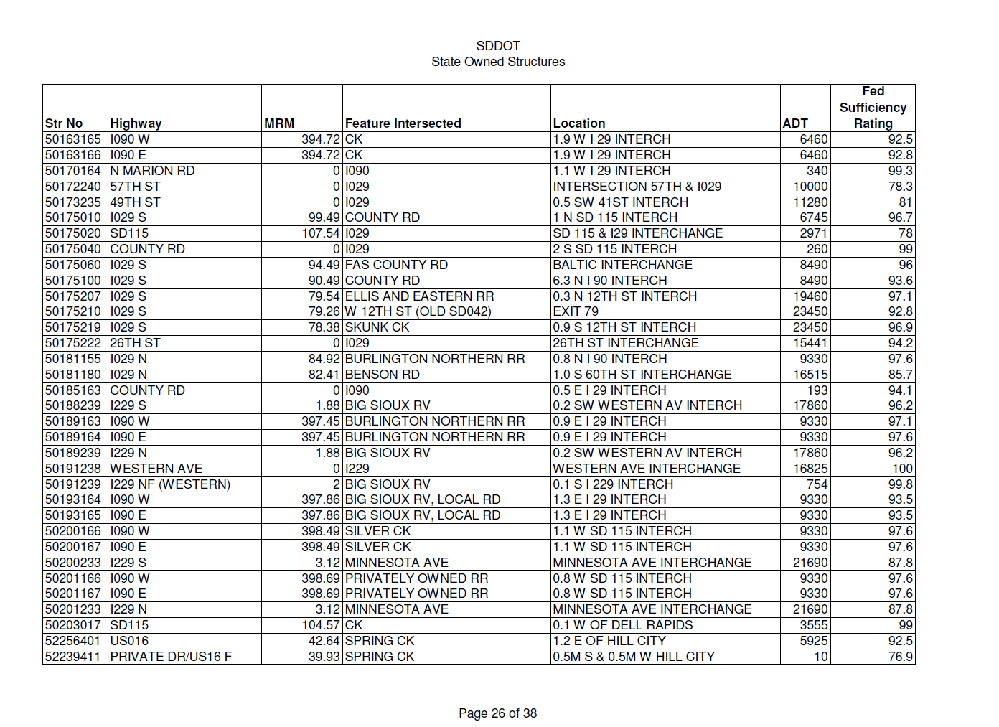 SDDOT
State Owned Structures
Fed
Sufficiency
Str No Highway MRM Feature Intersected Location ADT Rating
50163165 I090 W 394.72 CK 1.9 W I 29 INTERCH 6460 92.5
50163166 I090 E 394.72 CK 1.9 W I 29 INTERCH 6460 92.8
50170164 N MARION RD 0 I090 1.1 W I 29 INTERCH 340 99.3
50172240 57TH ST 0 I029 INTERSECTION 57TH & I029 10000 78.3
50173235 49TH ST 0 I029 0.5 SW 41ST INTERCH 11280 81
50175010 I029 S 99.49 COUNTY RD 1 N SD 115 INTERCH 6745 96.7
50175020 SD115 107.54 I029 SD 115 & I29 INTERCHANGE 2971 78
50175040 COUNTY RD 0 I029 2 S SD 115 INTERCH 260 99
50175060 I029 S 94.49 FAS COUNTY RD BALTIC INTERCHANGE 8490 96
50175100 I029 S 90.49 COUNTY RD 6.3 N I 90 INTERCH 8490 93.6
50175207 I029 S 79.54 ELLIS AND EASTERN RR 0.3 N 12TH ST INTERCH 19460 97.1
50175210 I029 S 79.26 W 12TH ST (OLD SD042) EXIT 79 23450 92.8
50175219 I029 S 78.38 SKUNK CK 0.9 S 12TH ST INTERCH 23450 96.9
50175222 26TH ST 0 I029 26TH ST INTERCHANGE 15441 94.2
50181155 I029 N 84.92 BURLINGTON NORTHERN RR 0.8 N I 90 INTERCH 9330 97.6
50181180 I029 N 82.41 BENSON RD 1.0 S 60TH ST INTERCHANGE 16515 85.7
50185163 COUNTY RD 0 I090 0.5 E I 29 INTERCH 193 94.1
50188239 I229 S 1.88 BIG SIOUX RV 0.2 SW WESTERN AV INTERCH 17860 96.2
50189163 I090 W 397.45 BURLINGTON NORTHERN RR 0.9 E I 29 INTERCH 9330 97.1
50189164 I090 E 397.45 BURLINGTON NORTHERN RR 0.9 E I 29 INTERCH 9330 97.6
50189239 I229 N 1.88 BIG SIOUX RV 0.2 SW WESTERN AV INTERCH 17860 96.2
50191238 WESTERN AVE 0 I229 WESTERN AVE INTERCHANGE 16825 100
50191239 I229 NF (WESTERN) 2 BIG SIOUX RV 0.1 S I 229 INTERCH 754 99.8
50193164 I090 W 397.86 BIG SIOUX RV, LOCAL RD 1.3 E I 29 INTERCH 9330 93.5
50193165 I090 E 397.86 BIG SIOUX RV, LOCAL RD 1.3 E I 29 INTERCH 9330 93.5
50200166 I090 W 398.49 SILVER CK 1.1 W SD 115 INTERCH 9330 97.6
50200167 I090 E 398.49 SILVER CK 1.1 W SD 115 INTERCH 9330 97.6
50200233 I229 S 3.12 MINNESOTA AVE MINNESOTA AVE INTERCHANGE 21690 87.8
50201166 I090 W 398.69 PRIVATELY OWNED RR 0.8 W SD 115 INTERCH 9330 97.6
50201167 I090 E 398.69 PRIVATELY OWNED RR 0.8 W SD 115 INTERCH 9330 97.6
50201233 I229 N 3.12 MINNESOTA AVE MINNESOTA AVE INTERCHANGE 21690 87.8
50203017 SD115 104.57 CK 0.1 W OF DELL RAPIDS 3555 99
52256401 US016 42.64 SPRING CK 1.2 E OF HILL CITY 5925 92.5
52239411 PRIVATE DR/US16 F 39.93 SPRING CK 0.5M S & 0.5M W HILL CITY 10 76.9
Page 26 of 38